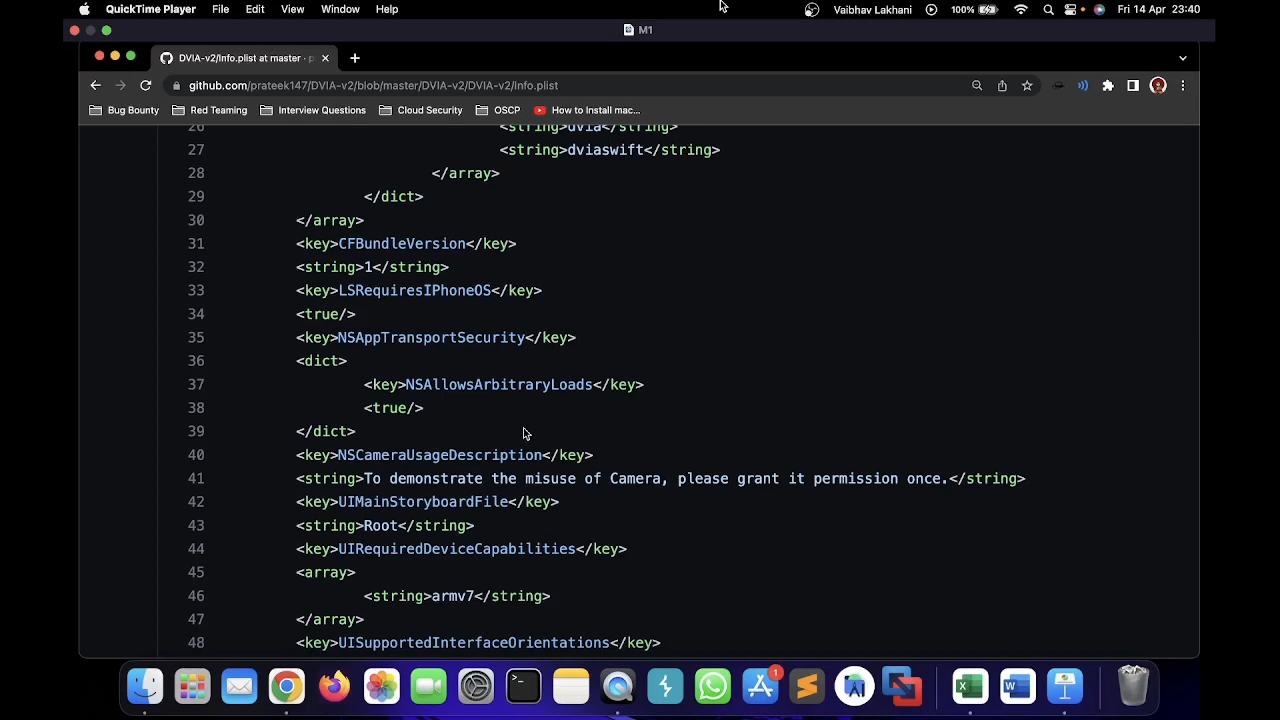 QuickTime Player File Edit View Window Help Vaibhav Lakhani 100% Fri 14 Apr 23:40
M1
DVIA-v2/Info.plist at master · p
github.com/prateek147/DVIA-v2/blob/master/DVIA-v2/DVIA-v2/Info.plist
Bug Bounty Red Teaming Interview Questions Cloud Security OSCP How to Install mac...
26 <string>dvia</string>
27 <string>dviaswift</string>
28 </array>
29 </dict>
30 </array>
31 <key>CFBundleVersion</key>
32 <string>1</string>
33 <key>LSRequiresIPhoneOS</key>
34 <true/>
35 <key>NSAppTransportSecurity</key>
36 <dict>
37 <key>NSAllowsArbitraryLoads</key>
38 <true/>
39 </dict>
40 <key>NSCameraUsageDescription</key>
41 <string>To demonstrate the misuse of Camera, please grant it permission once.</string>
42 <key>UIMainStoryboardFile</key>
43 <string>Root</string>
44 <key>UIRequiredDeviceCapabilities</key>
45 <array>
46 <string>armv7</string>
47 </array>
48 <key>UISupportedInterfaceOrientations</key>
1